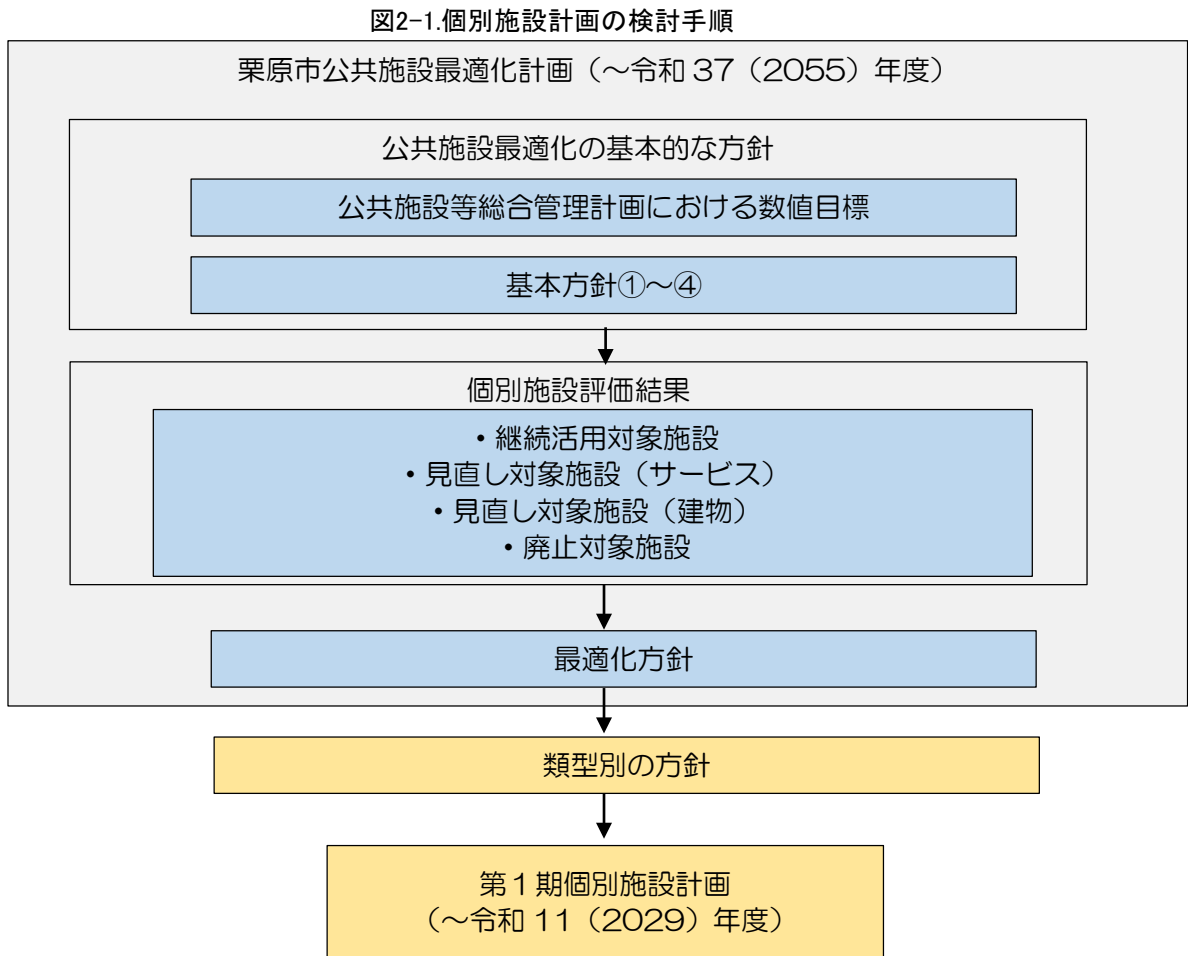 図2-1.個別施設計画の検討手順
栗原市公共施設最適化計画（～令和 37（2055）年度）
公共施設最適化の基本的な方針
公共施設等総合管理計画における数値目標
基本方針①～④
個別施設評価結果
・継続活用対象施設
・見直し対象施設（サービス）
・見直し対象施設（建物）
・廃止対象施設
最適化方針
類型別の方針
第１期個別施設計画
（～令和 11（2029）年度）